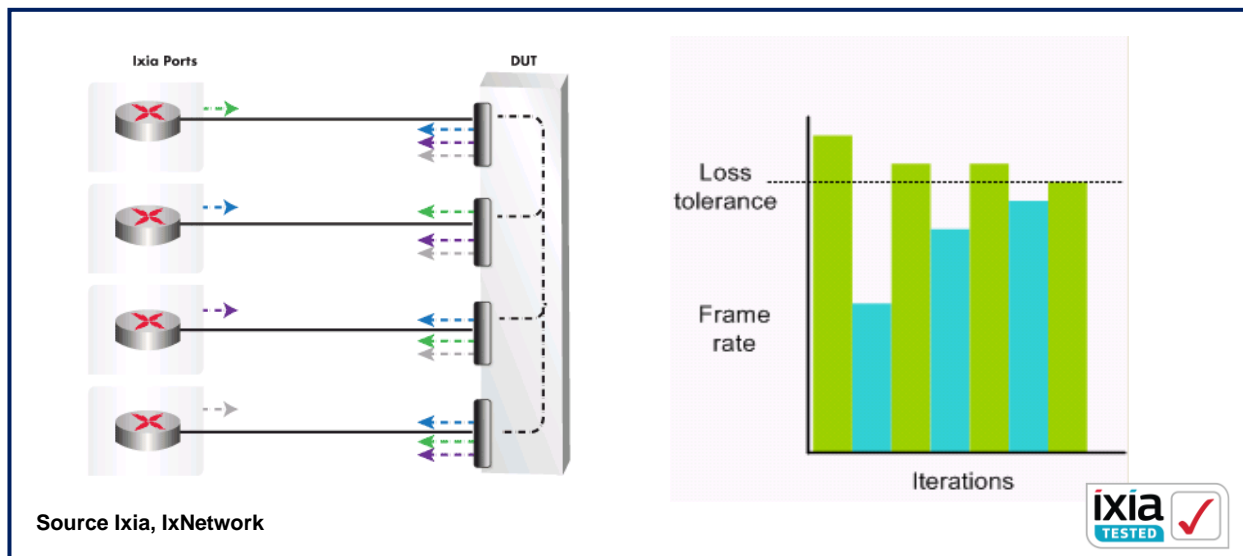 Ixia Ports
DUT
Loss
tolerance
Frame
rate
Iterations
Source Ixia, IxNetwork
ixia
TESTED